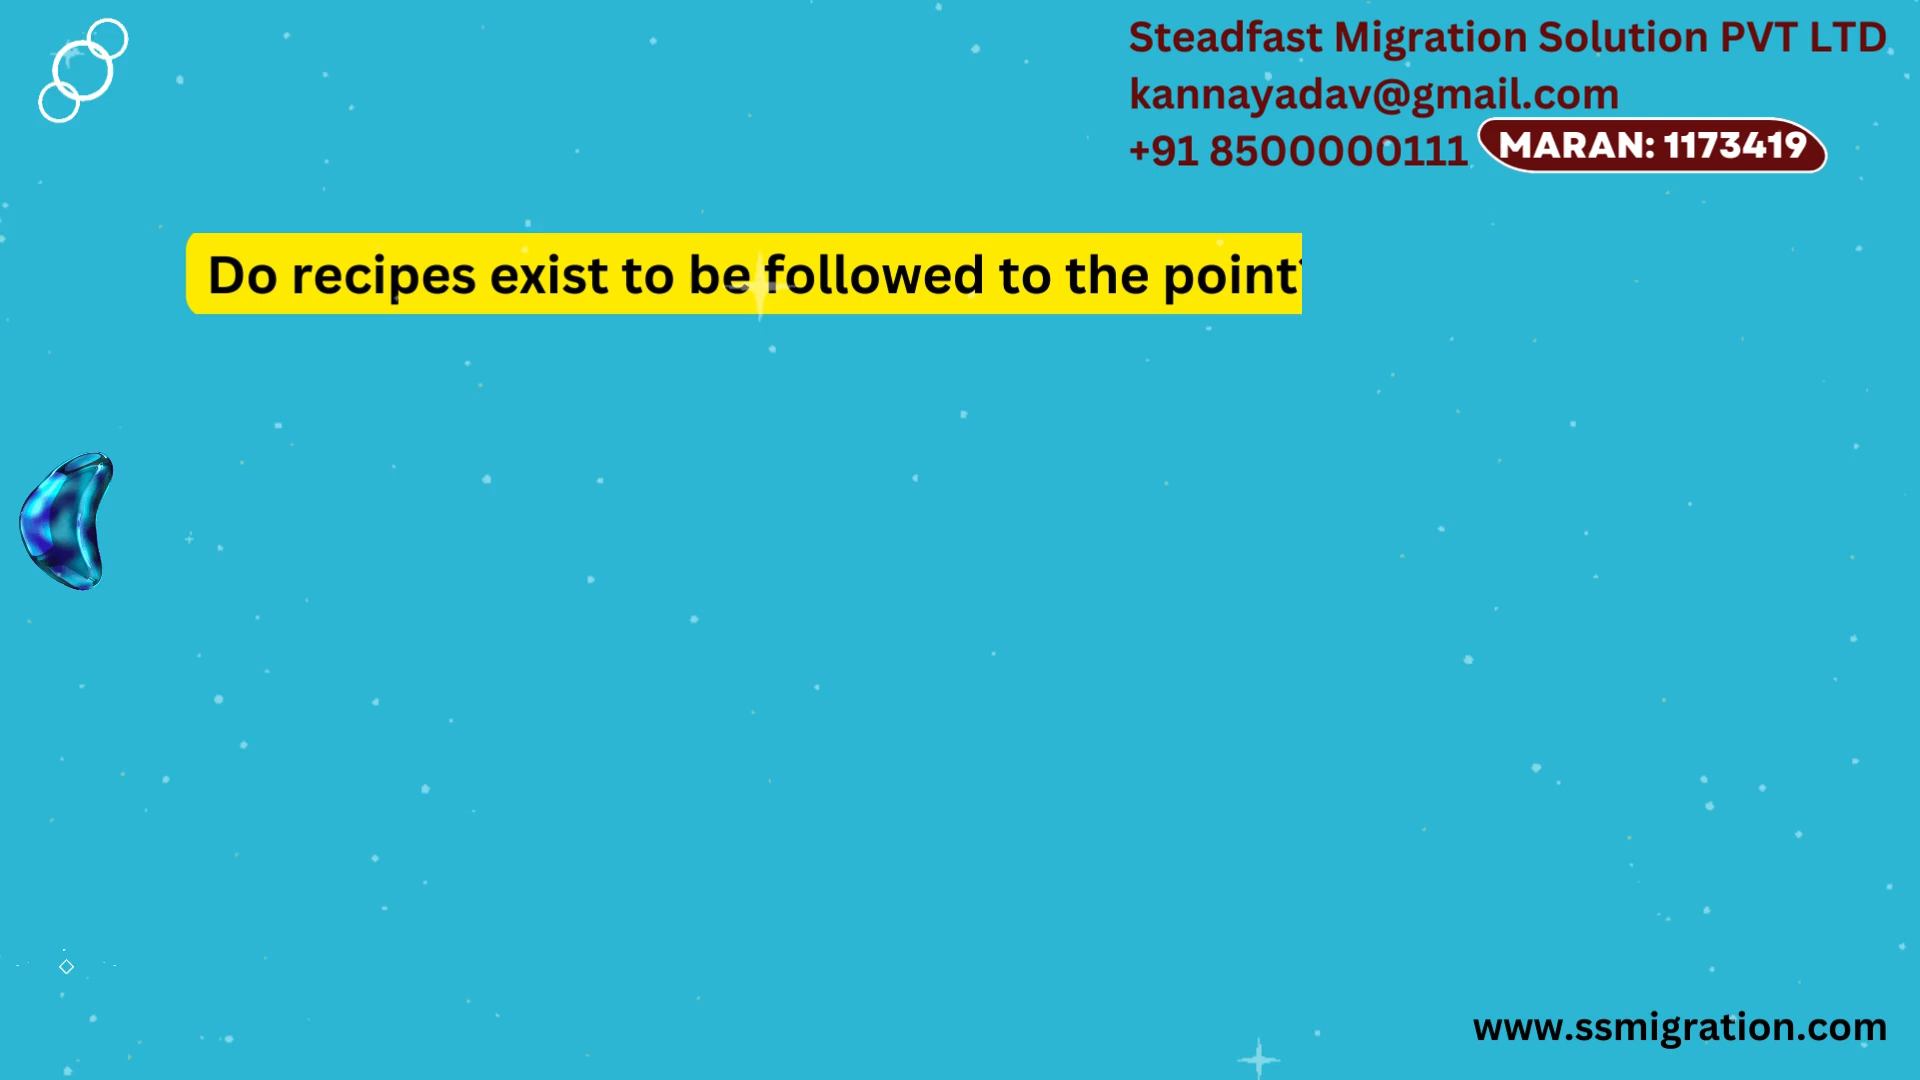 Steadfast Migration Solution PVT LTD
kannayadav@gmail.com
+91 8500000111 MARAN: 1173419
Do recipes exist to be followed to the point
www.ssmigration.com